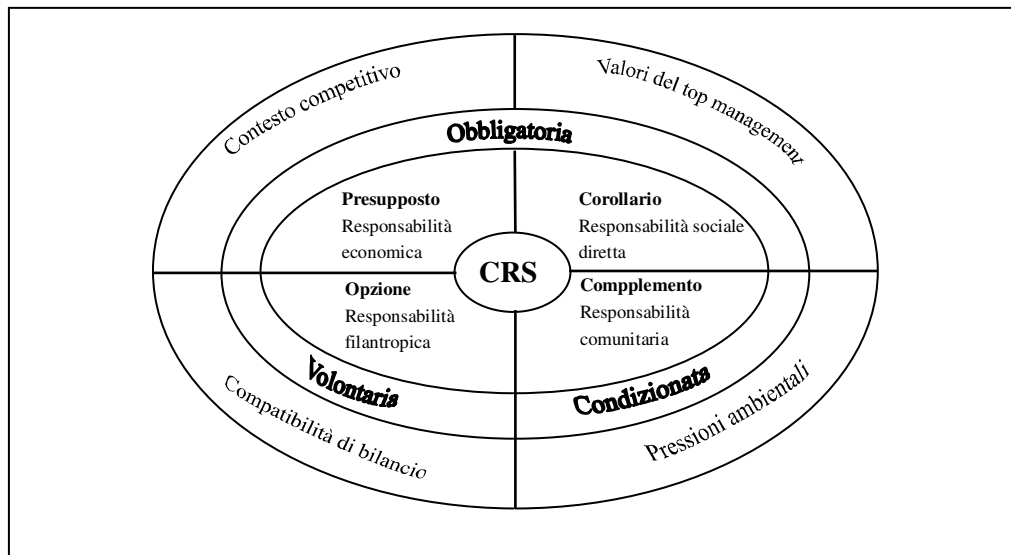 Contesto competitivo
Valori del top management
Obbligatoria
Presupposto
Responsabilità
economica
Corollario
Responsabilità sociale
diretta
CRS
Opzione
Responsabilità
filantropica
Compplemento
Responsabilità
comunitaria
Volontaria
Condizionata
Compatibilità di bilancio
Pressioni ambientali